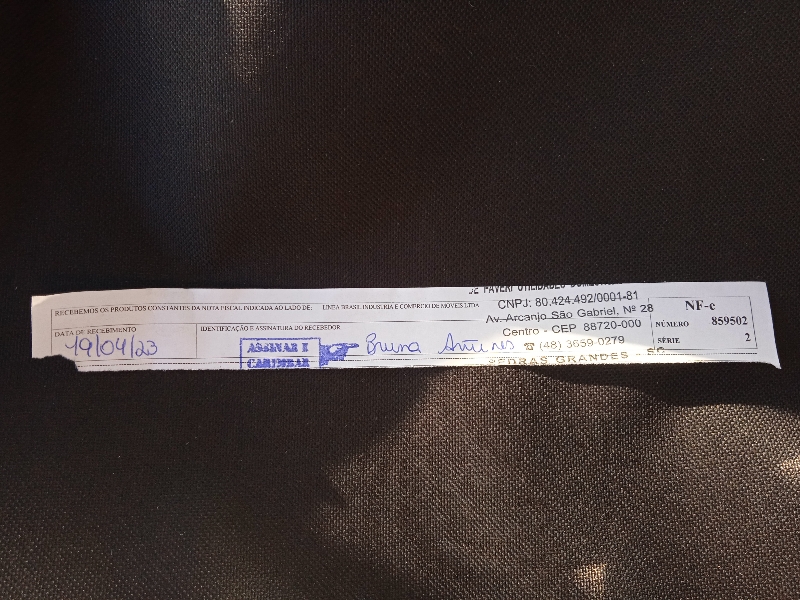 DE FAVERI UTILIDADES
RECEBEMOS OS PRODUTOS CONSTANTES DA NOTA FISCAL INDICADA AO LADO DE: LINEA BRASIL INDUSTRIA E COMERCIO DE MÓVEIS LTDA
CNPJ: 80.424.492/0001-81
Av. Arcanjo São Gabriel, Nº 28
Centro - CEP 88720-000
☎ (48) 3659-0279
PEDRAS GRANDES - SC
NF-e
NÚMERO 859502
SÉRIE 2
DATA DE RECEBIMENTO
19/04/23
IDENTIFICAÇÃO E ASSINATURA DO RECEBEDOR
ASSINAR E
CARIMBAR
Bruna Antunes